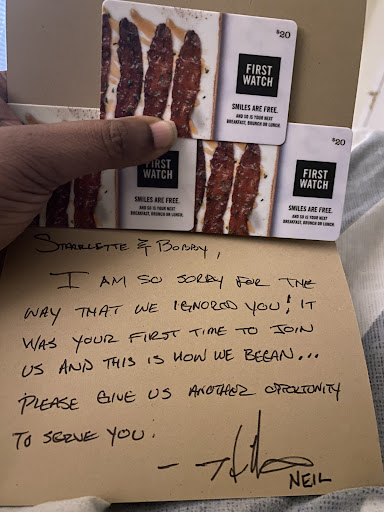 $20
FIRST
WATCH
SMILES ARE FREE.
AND SO IS YOUR NEXT
BREAKFAST, BRUNCH OR LUNCH.
FIRST
WATCH
SMILES ARE FREE.
AND SO IS YOUR NEXT
BREAKFAST, BRUNCH OR LUNCH.
$20
FIRST
WATCH
SMILES ARE FREE.
AND SO IS YOUR NEXT
BREAKFAST, BRUNCH OR LUNCH.
& BOBBY,
I AM SO SORRY FOR THE
WAY THAT WE IGNORED YOU! IT
WAS YOUR FIRST TIME TO JOIN
US AND THIS IS HOW WE BEGAN...
PLEASE GIVE US ANOTHER OPPORTUNITY
TO SERVE YOU.
NEIL